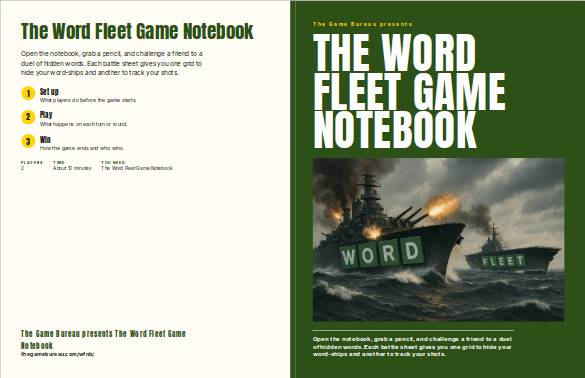 The Word Fleet Game Notebook
Open the notebook, grab a pencil, and challenge a friend to a
duel of hidden words. Each battle sheet gives you one grid to
hide your word-ships and another to track your shots.
1 Set up
What players do before the game starts.
2 Play
What happens on each turn or round.
3 Win
How the game ends and who wins.
PLAYERS TIME YOU NEED
2 About 10 minutes The Word Fleet Game Notebook
The Game Bureau presents The Word Fleet Game
Notebook
thegamebureau.com/wfnb/
The Game Bureau presents
THE WORD
FLEET GAME
NOTEBOOK
WORD
FLEET
Open the notebook, grab a pencil, and challenge a friend to a duel
of hidden words. Each battle sheet gives you one grid to hide your
word-ships and another to track your shots.